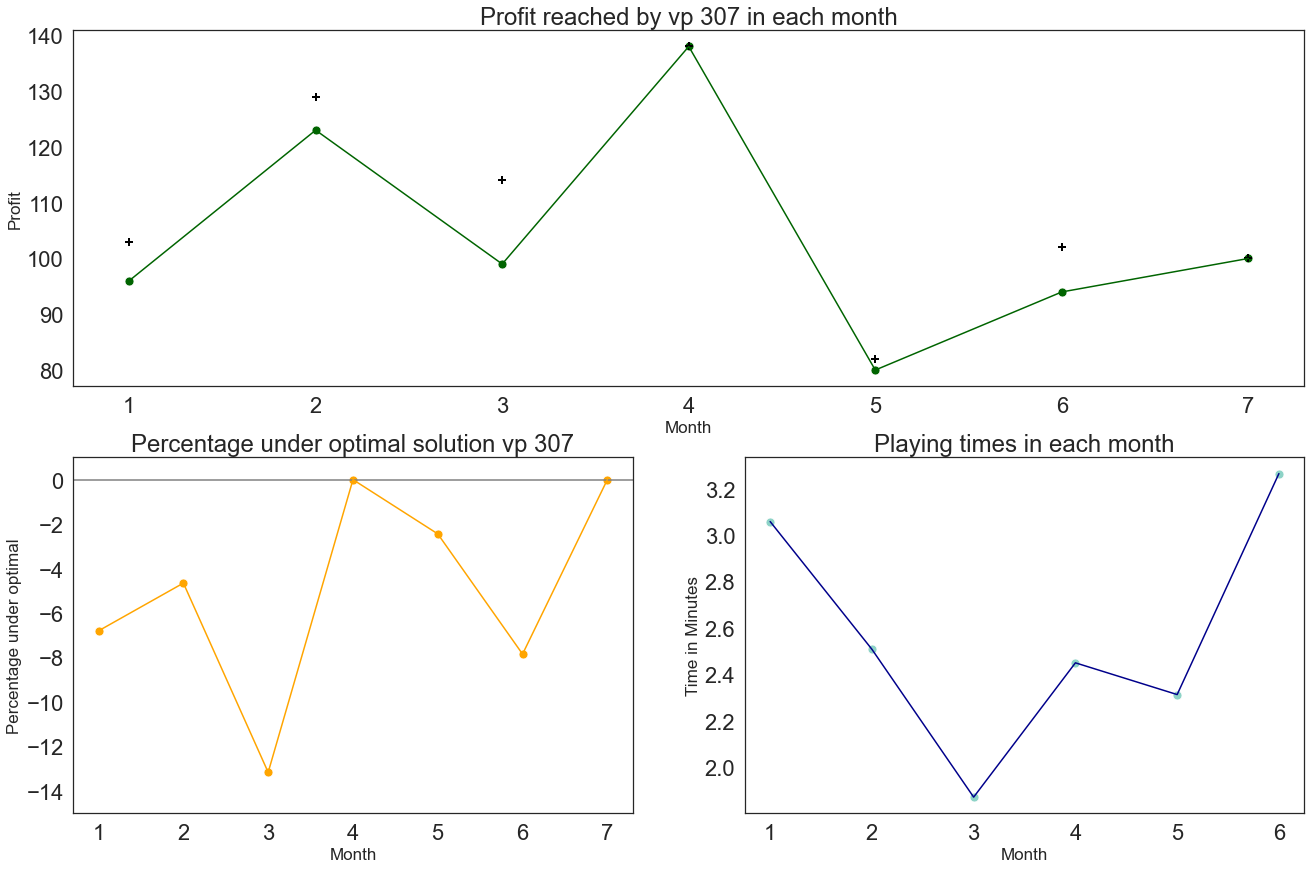 Profit reached by vp 307 in each month
140
130
120
110
100
90
80
Profit
1 2 3 4 5 6 7
Month
Percentage under optimal solution vp 307
0
−2
−4
−6
−8
−10
−12
−14
Percentage under optimal
1 2 3 4 5 6 7
Month
Playing times in each month
3.2
3.0
2.8
2.6
2.4
2.2
2.0
Time in Minutes
1 2 3 4 5 6
Month